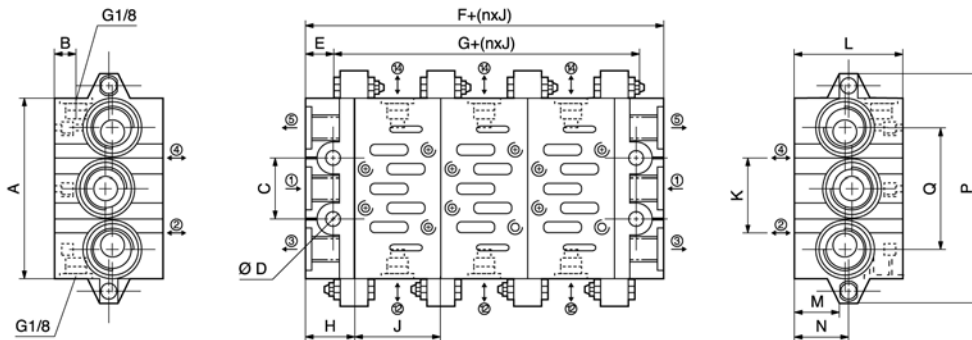 G1/8
B
A
④
②
G1/8
F+(nxJ)
E
G+(nxJ)
⑭ ⑭ ⑭
⑤ ⑤
① ①
C
③ ③
Ø D
⑫ ⑫ ⑫
H
J
L
④
②
K
Q
P
M
N